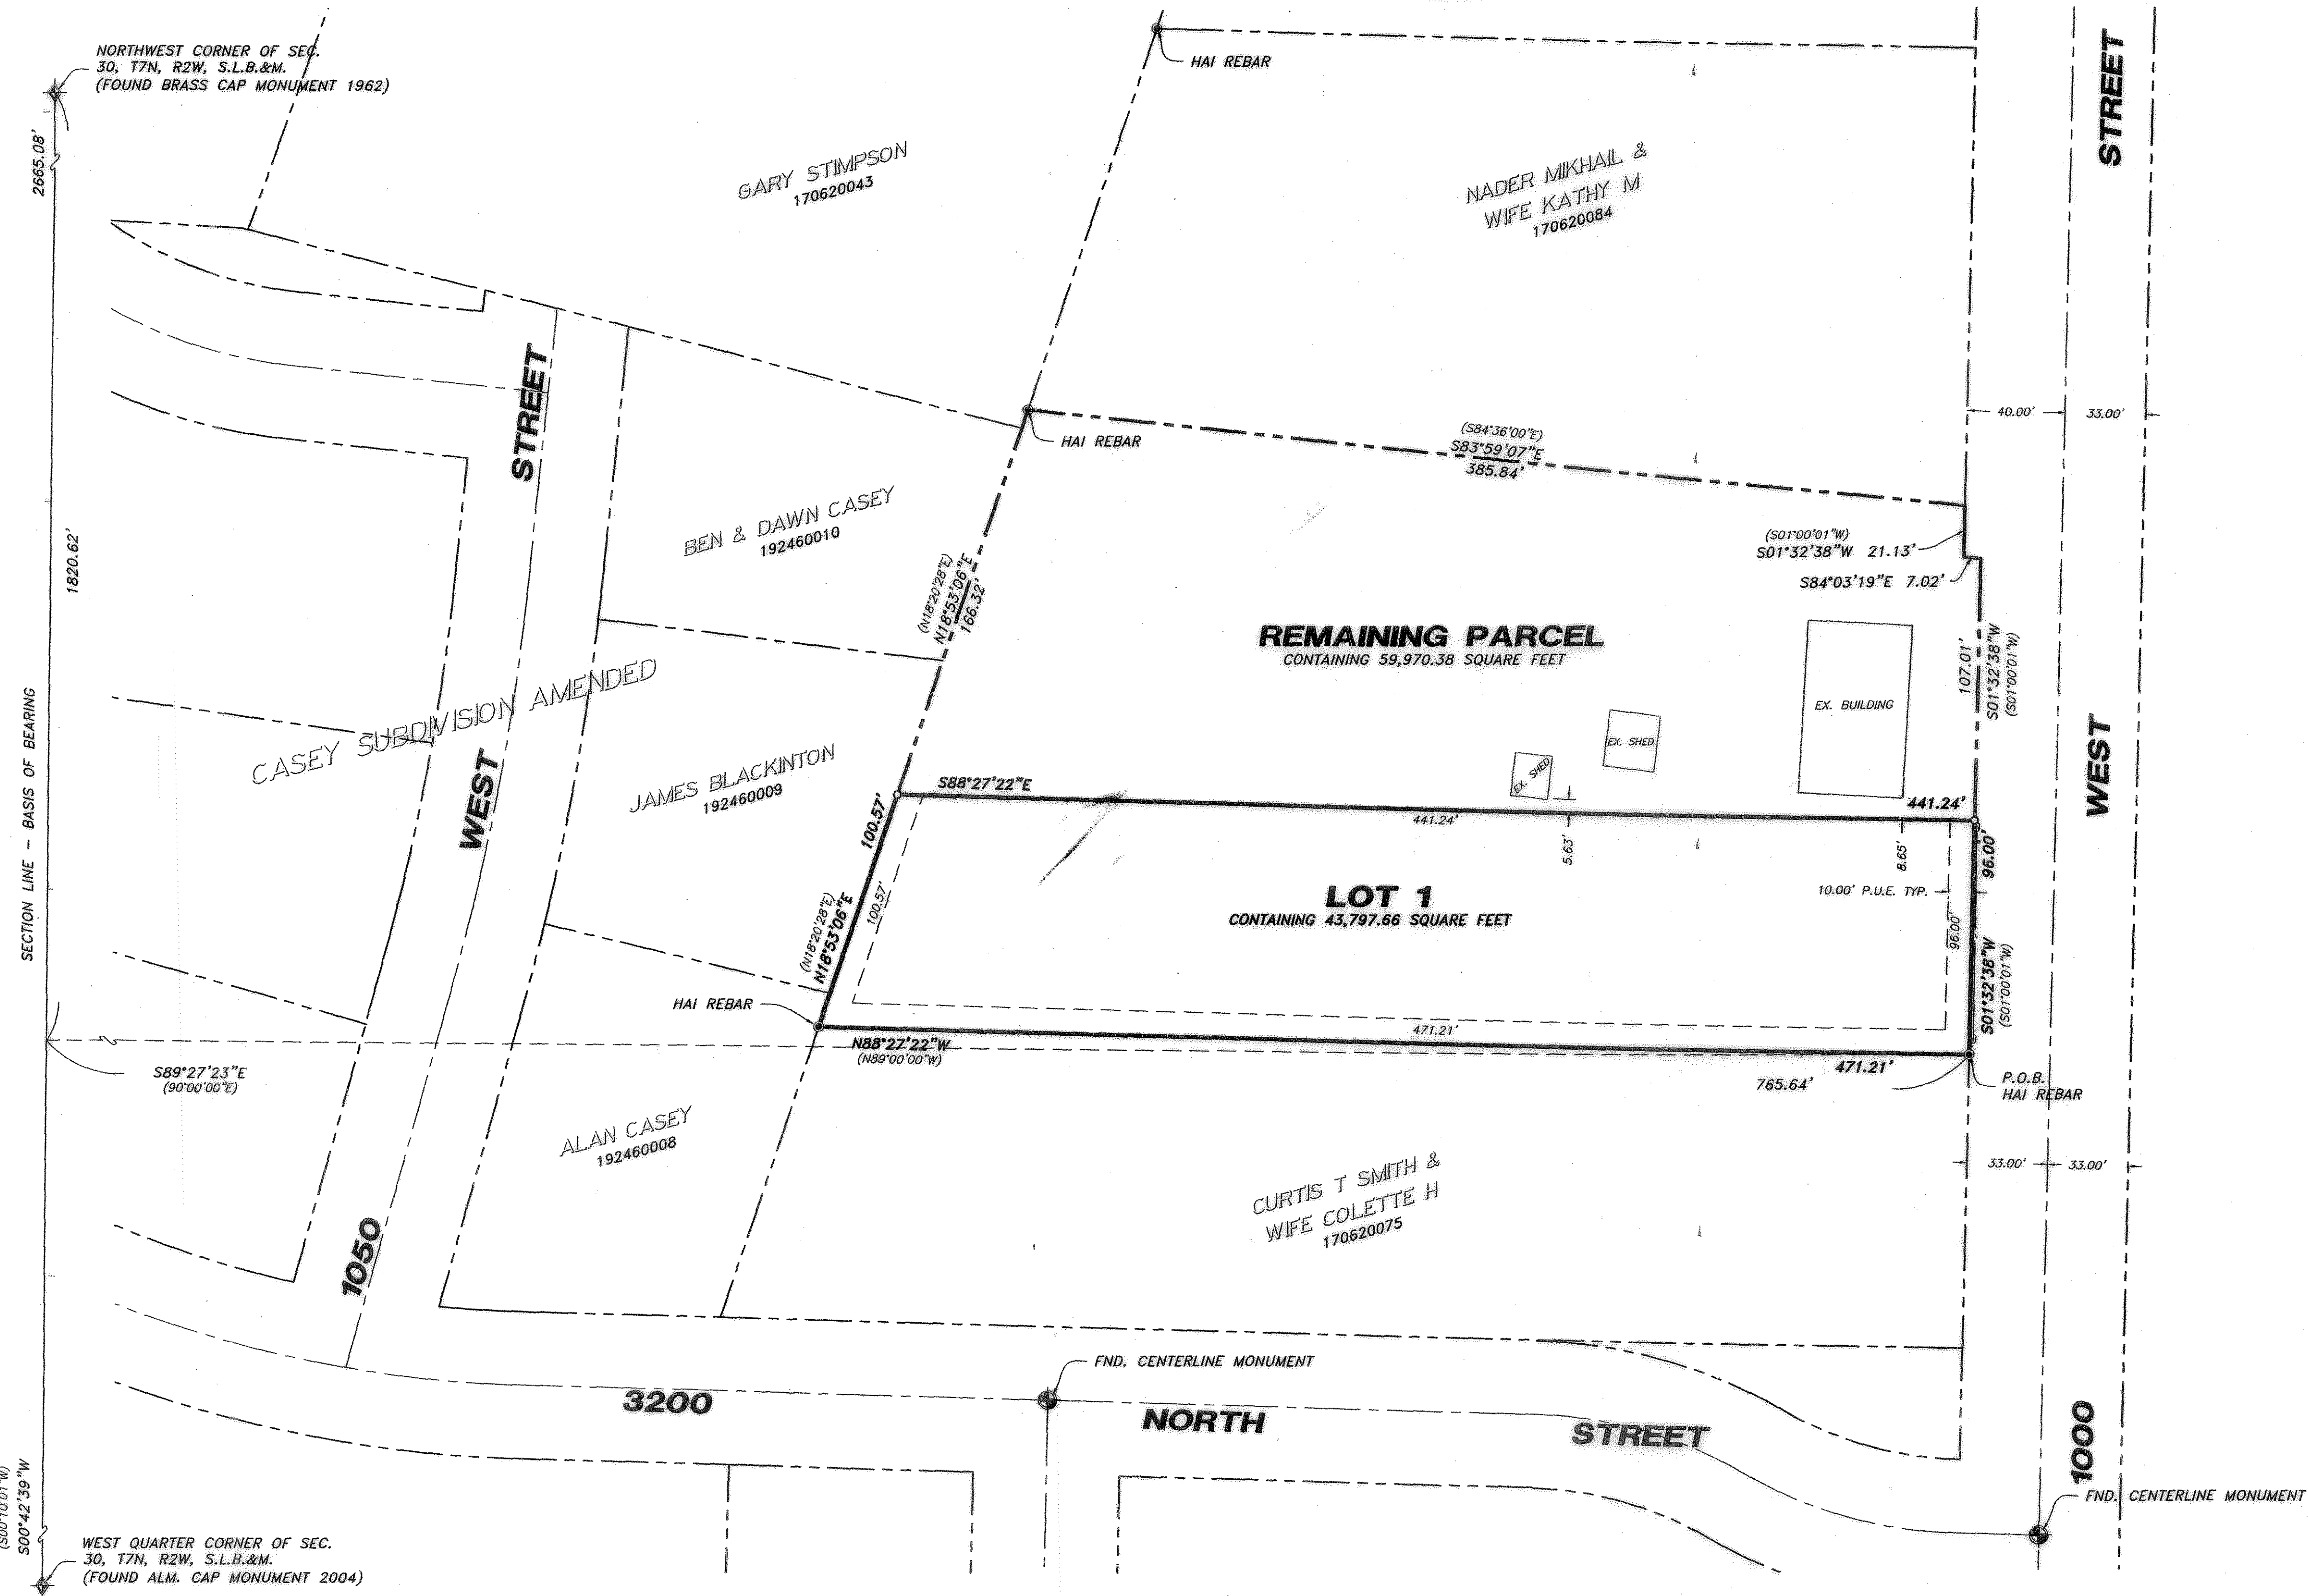 NORTHWEST CORNER OF SEC.
30, T7N, R2W, S.L.B.&M.
(FOUND BRASS CAP MONUMENT 1962)
2665.08'
1820.62'
SECTION LINE - BASIS OF BEARING
HAI REBAR
GARY STIMPSON
170620043
NADER MIKHAIL &
WIFE KATHY M
170620084
STREET
40.00'
33.00'
STREET
HAI REBAR
(S84°36'00"E)
S83°59'07"E
385.84'
BEN & DAWN CASEY
192460010
(N18°20'28"E)
N18°53'06"E
166.32'
(S01°00'01"W)
S01°32'38"W 21.13'
S84°03'19"E 7.02'
REMAINING PARCEL
CONTAINING 59,970.38 SQUARE FEET
107.01'
S01°32'38"W
(S01°00'01"W)
EX. BUILDING
EX. SHED
EX. SHED
CASEY SUBDIVISION AMENDED
WEST
WEST
JAMES BLACKINTON
192460009
S88°27'22"E
441.24'
441.24'
100.57'
(N18°20'28"E)
N18°53'06"E
100.57'
5.63'
8.65'
96.00'
LOT 1
CONTAINING 43,797.66 SQUARE FEET
10.00' P.U.E. TYP.
96.00'
S01°32'38"W
(S01°00'01"W)
HAI REBAR
471.21'
N88°27'22"W
(N89°00'00"W)
471.21'
765.64'
P.O.B.
HAI REBAR
S89°27'23"E
(90°00'00"E)
ALAN CASEY
192460008
CURTIS T SMITH &
WIFE COLETTE H
170620075
33.00'
33.00'
1050
FND. CENTERLINE MONUMENT
3200
NORTH
STREET
1000
FND. CENTERLINE MONUMENT
(S00°10'01"W)
S00°42'39"W
WEST QUARTER CORNER OF SEC.
30, T7N, R2W, S.L.B.&M.
(FOUND ALM. CAP MONUMENT 2004)